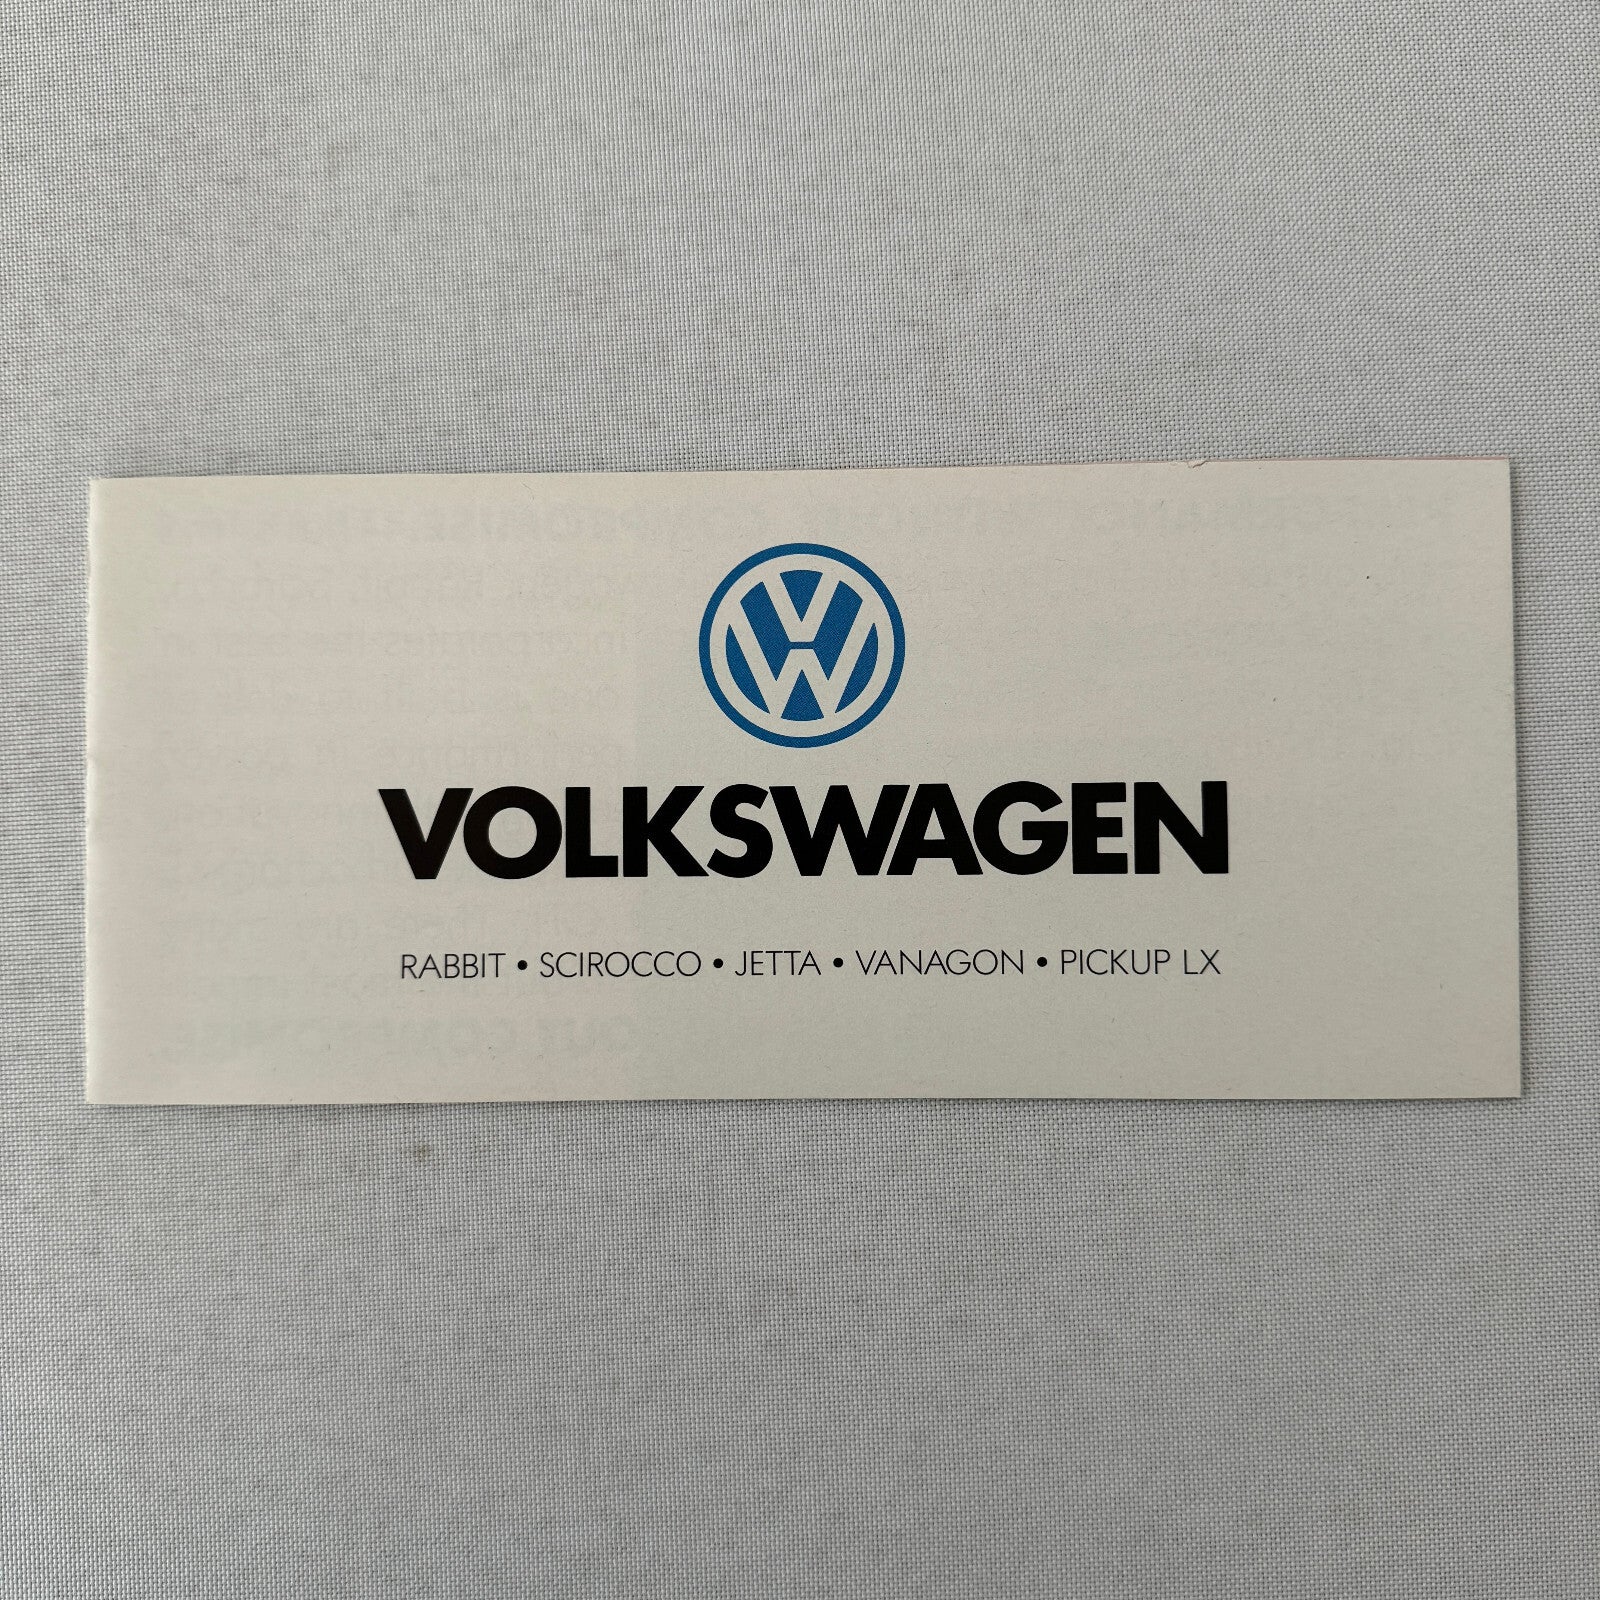 VOLKSWAGEN
RABBIT • SCIROCCO • JETTA • VANAGON • PICKUP LX